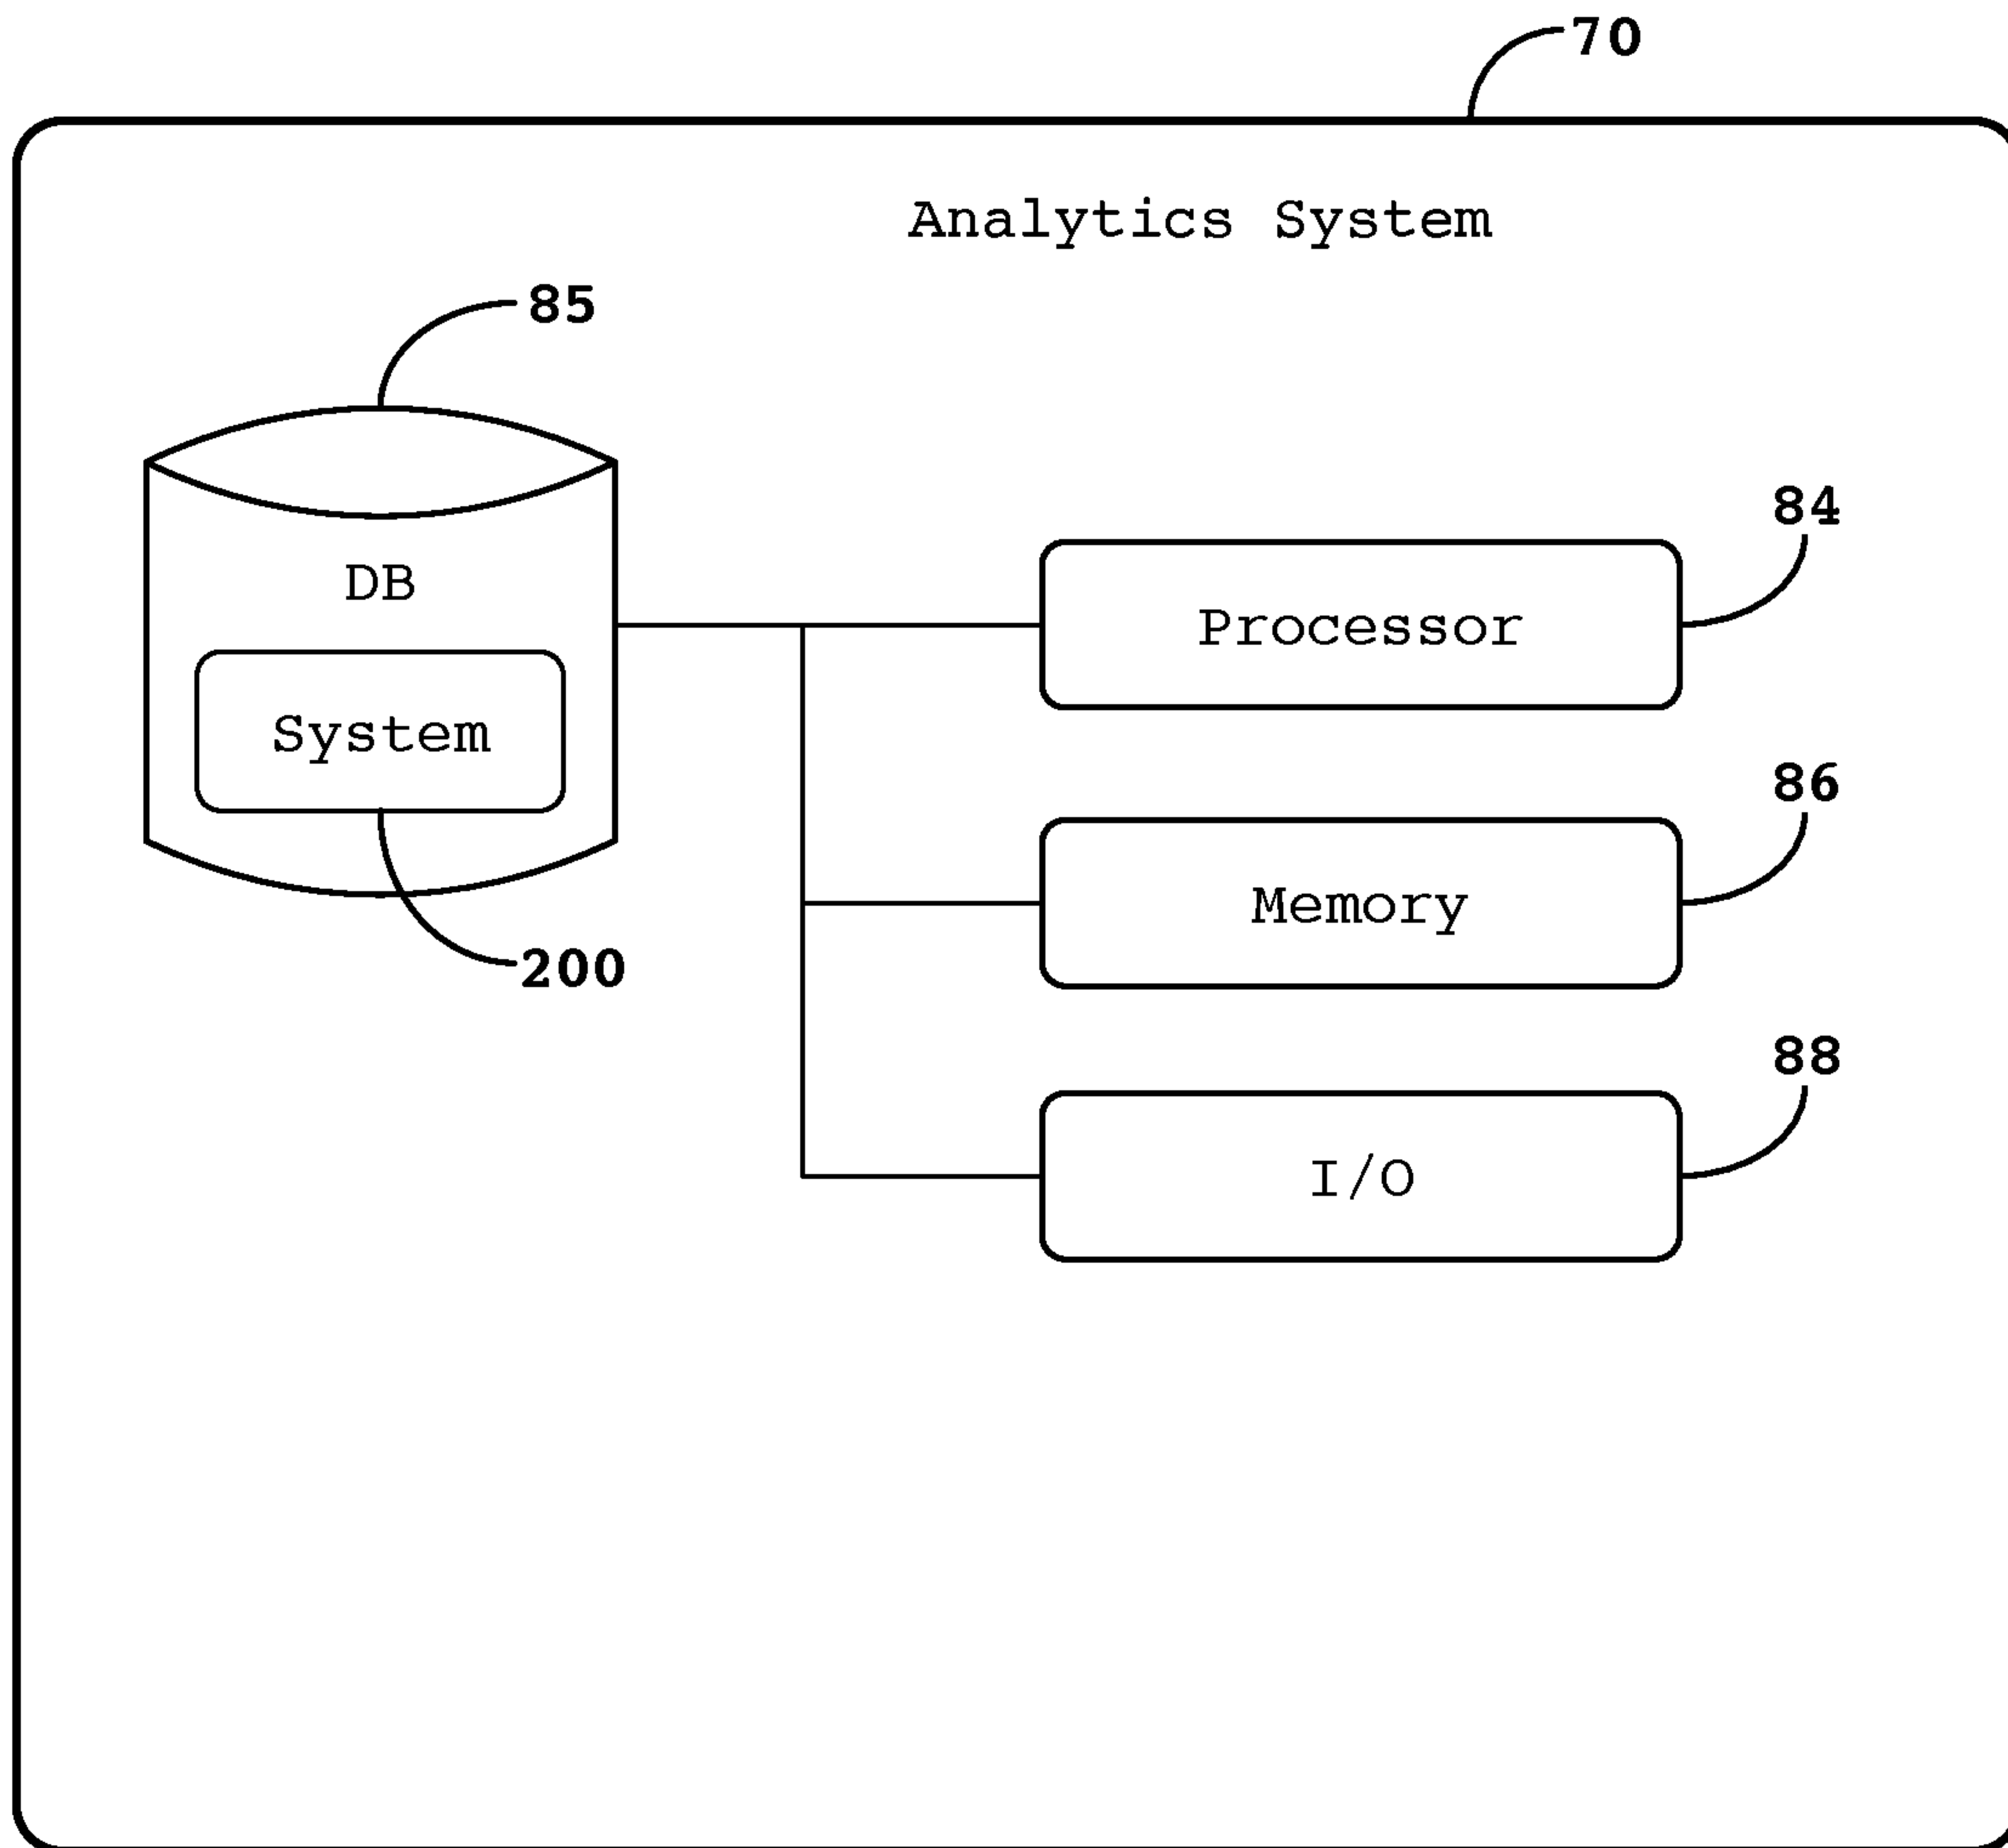 70
Analytics System
85
84
DB
Processor
System
86
Memory
200
88
I/O